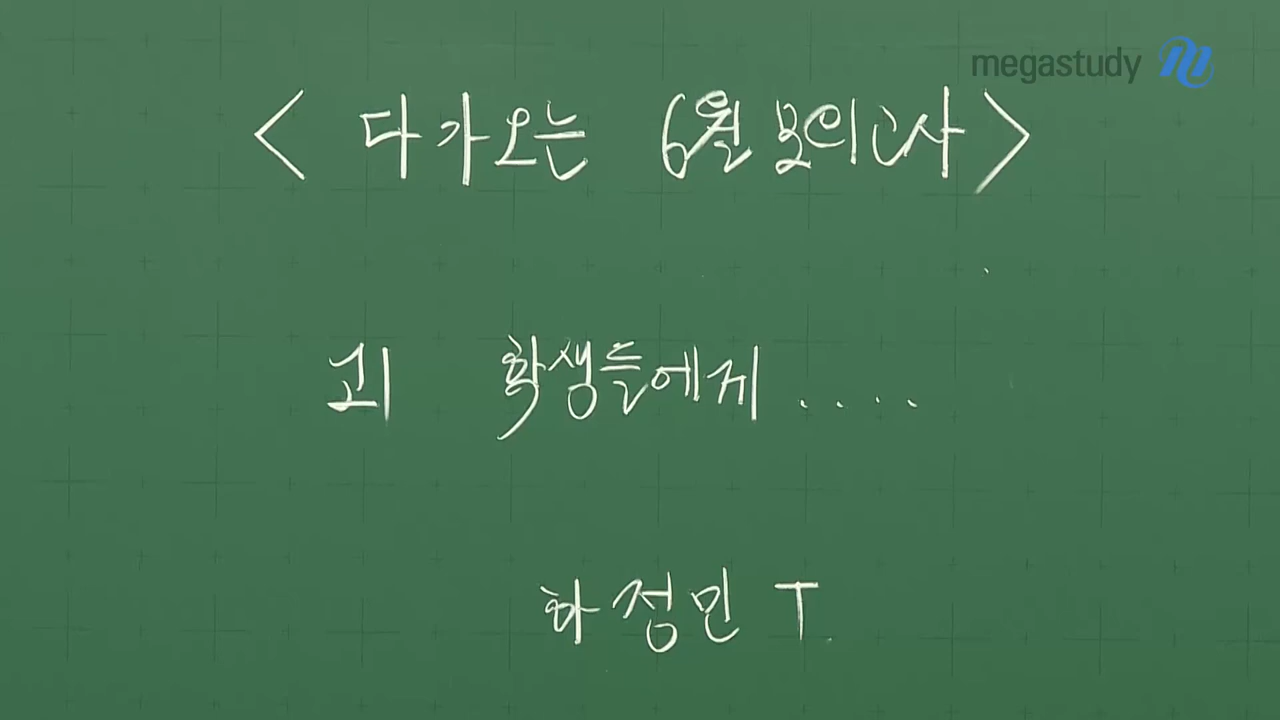 megastudy
< 다가오는 6월 모의고사 >
고1 학생들에게 ....
하정민 T.